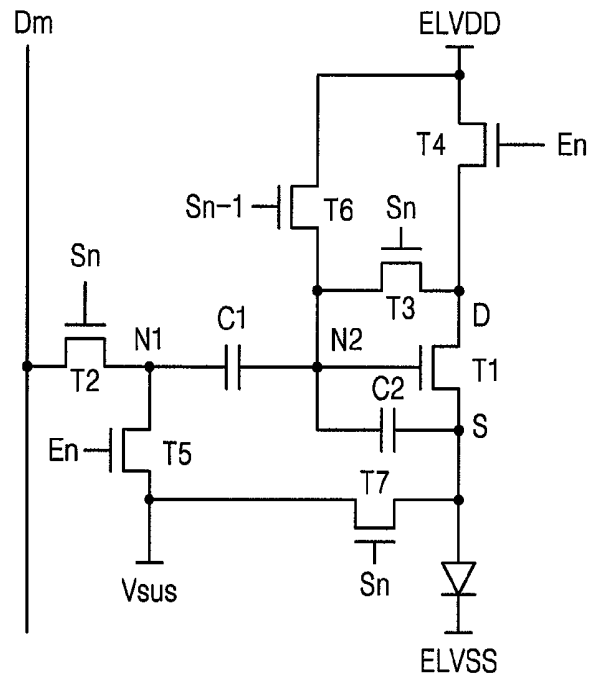 Dm
ELVDD
T4
En
Sn-1
T6
Sn
Sn
T3
D
N1
C1
N2
T1
T2
C2
S
En
T5
T7
Vsus
Sn
ELVSS